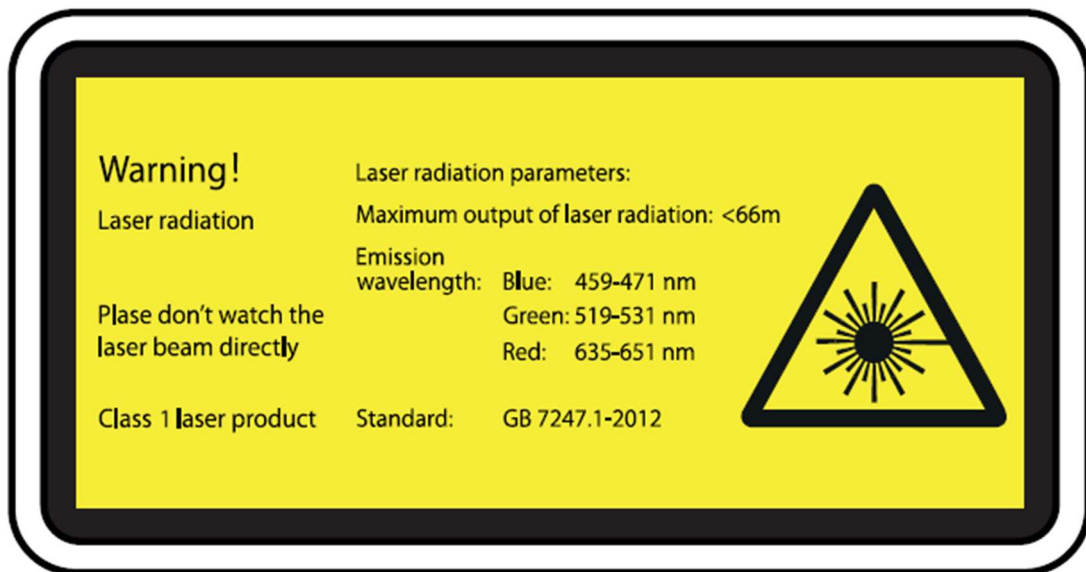 Warning!
Laser radiation
Plase don't watch the
laser beam directly
Class 1 laser product
Laser radiation parameters:
Maximum output of laser radiation: <66m
Emission
wavelength: Blue: 459-471 nm
Green: 519-531 nm
Red: 635-651 nm
Standard: GB 7247.1-2012